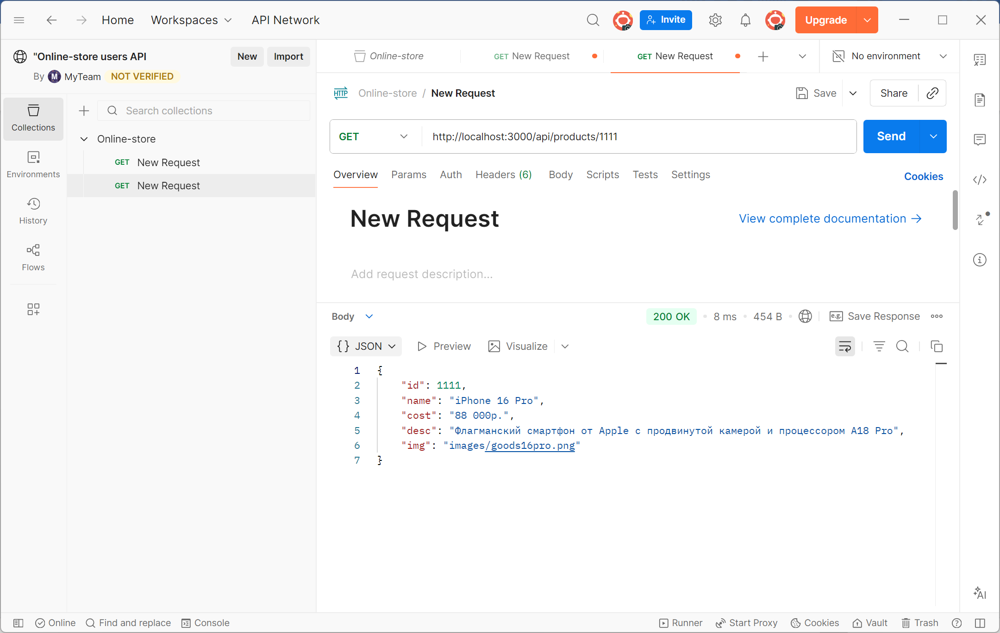 Home Workspaces API Network Invite Upgrade
"Online-store users API New Import
By M MyTeam NOT VERIFIED
Online-store GET New Request GET New Request No environment
HTTP Online-store / New Request Save Share
Collections
Environments
History
Flows
Search collections
Online-store
GET New Request
GET New Request
GET http://localhost:3000/api/products/1111 Send
Overview Params Auth Headers (6) Body Scripts Tests Settings Cookies
New Request View complete documentation →
Add request description...
Body 200 OK 8 ms 454 B e.g. Save Response
{} JSON Preview Visualize
1 {
2 "id": 1111,
3 "name": "iPhone 16 Pro",
4 "cost": "88 000р.",
5 "desc": "Флагманский смартфон от Apple с продвинутой камерой и процессором A18 Pro",
6 "img": "images/goods16pro.png"
7 }
AI
Online Find and replace Console Runner Start Proxy Cookies Vault Trash